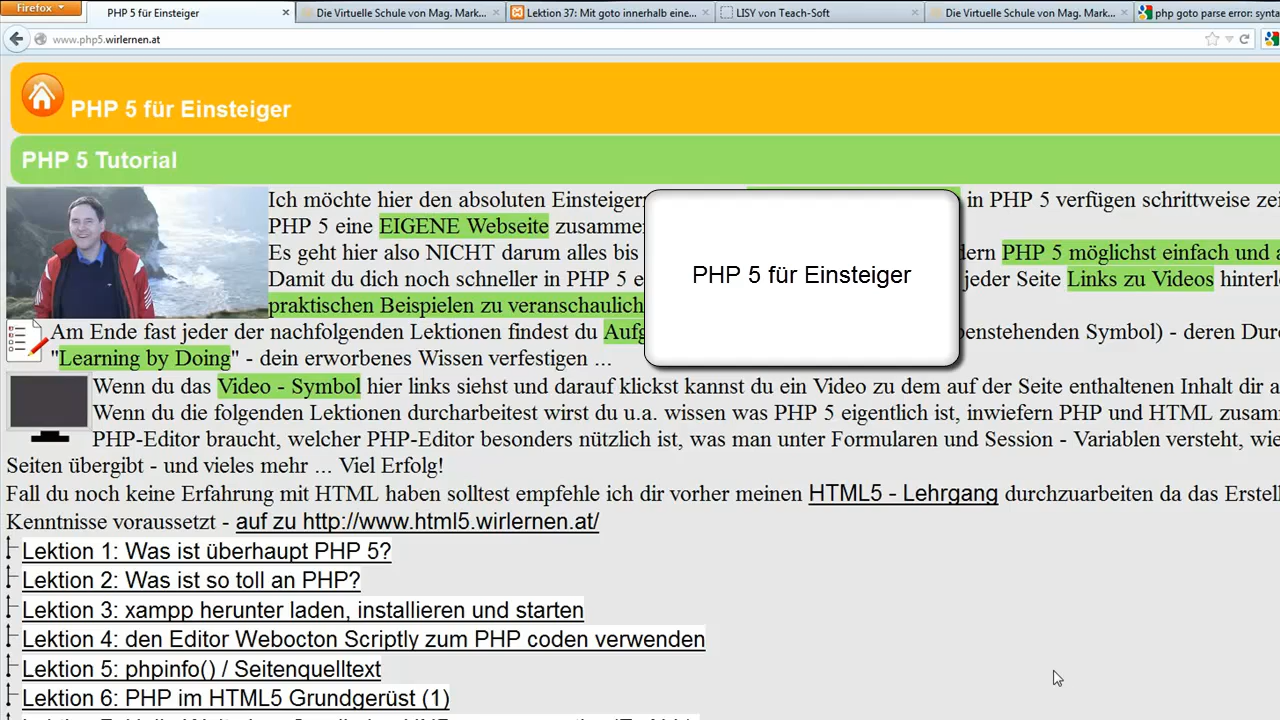 Firefox
PHP 5 für Einsteiger
Die Virtuelle Schule von Mag. Mark...
Lektion 37: Mit goto innerhalb eine...
LISY von Teach-Soft
Die Virtuelle Schule von Mag. Mark...
php goto parse error: synta
www.php5.wirlernen.at
PHP 5 für Einsteiger
PHP 5 Tutorial
Ich möchte hier den absoluten Einsteiger in PHP 5 verfügen schrittweise zei
PHP 5 eine EIGENE Webseite zusamme
Es geht hier also NICHT darum alles bis dern PHP 5 möglichst einfach und a
Damit du dich noch schneller in PHP 5 e jeder Seite Links zu Videos hinterle
praktischen Beispielen zu veranschaulich
PHP 5 für Einsteiger
Am Ende fast jeder der nachfolgenden Lektionen findest du Aufg benstehenden Symbol) - deren Dur
"Learning by Doing" - dein erworbenes Wissen verfestigen ...
Wenn du das Video - Symbol hier links siehst und darauf klickst kannst du ein Video zu dem auf der Seite enthaltenen Inhalt dir a
Wenn du die folgenden Lektionen durcharbeitest wirst du u.a. wissen was PHP 5 eigentlich ist, inwiefern PHP und HTML zusam
PHP-Editor braucht, welcher PHP-Editor besonders nützlich ist, was man unter Formularen und Session - Variablen versteht, wie
Seiten übergibt - und vieles mehr ... Viel Erfolg!
Fall du noch keine Erfahrung mit HTML haben solltest empfehle ich dir vorher meinen HTML5 - Lehrgang durchzuarbeiten da das Erstel
Kenntnisse voraussetzt - auf zu http://www.html5.wirlernen.at/
Lektion 1: Was ist überhaupt PHP 5?
Lektion 2: Was ist so toll an PHP?
Lektion 3: xampp herunter laden, installieren und starten
Lektion 4: den Editor Webocton Scriptly zum PHP coden verwenden
Lektion 5: phpinfo() / Seitenquelltext
Lektion 6: PHP im HTML5 Grundgerüst (1)